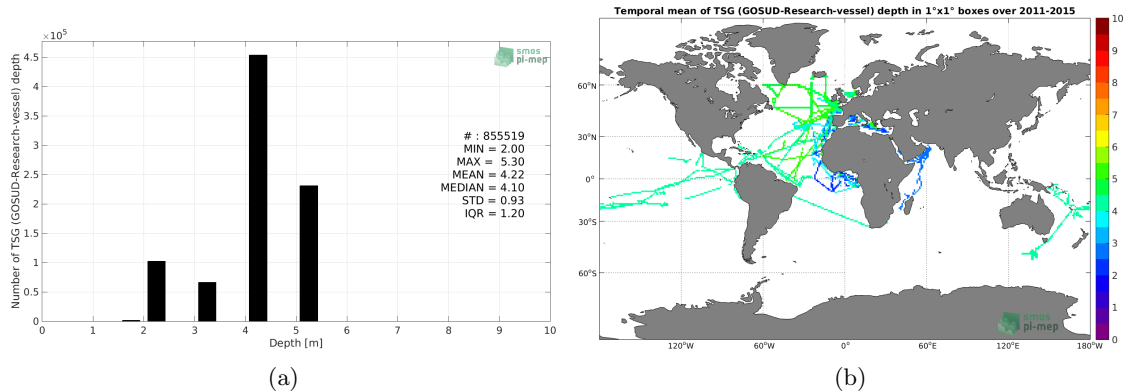 ×10⁵
4.5
4
3.5
3
2.5
2
1.5
1
0.5
0
Number of TSG (GOSUD-Research-vessel) depth
smos
pi-mep
# : 855519
MIN = 2.00
MAX = 5.30
MEAN = 4.22
MEDIAN = 4.10
STD = 0.93
IQR = 1.20
0 1 2 3 4 5 6 7 8 9 10
Depth [m]
(a)
Temporal mean of TSG (GOSUD-Research-vessel) depth in 1°x1° boxes over 2011-2015
60°N
30°N
0°
30°S
60°S
120°W 60°W 0° 60°E 120°E 180°W
smos
pi-mep
10
9
8
7
6
5
4
3
2
1
0
(b)